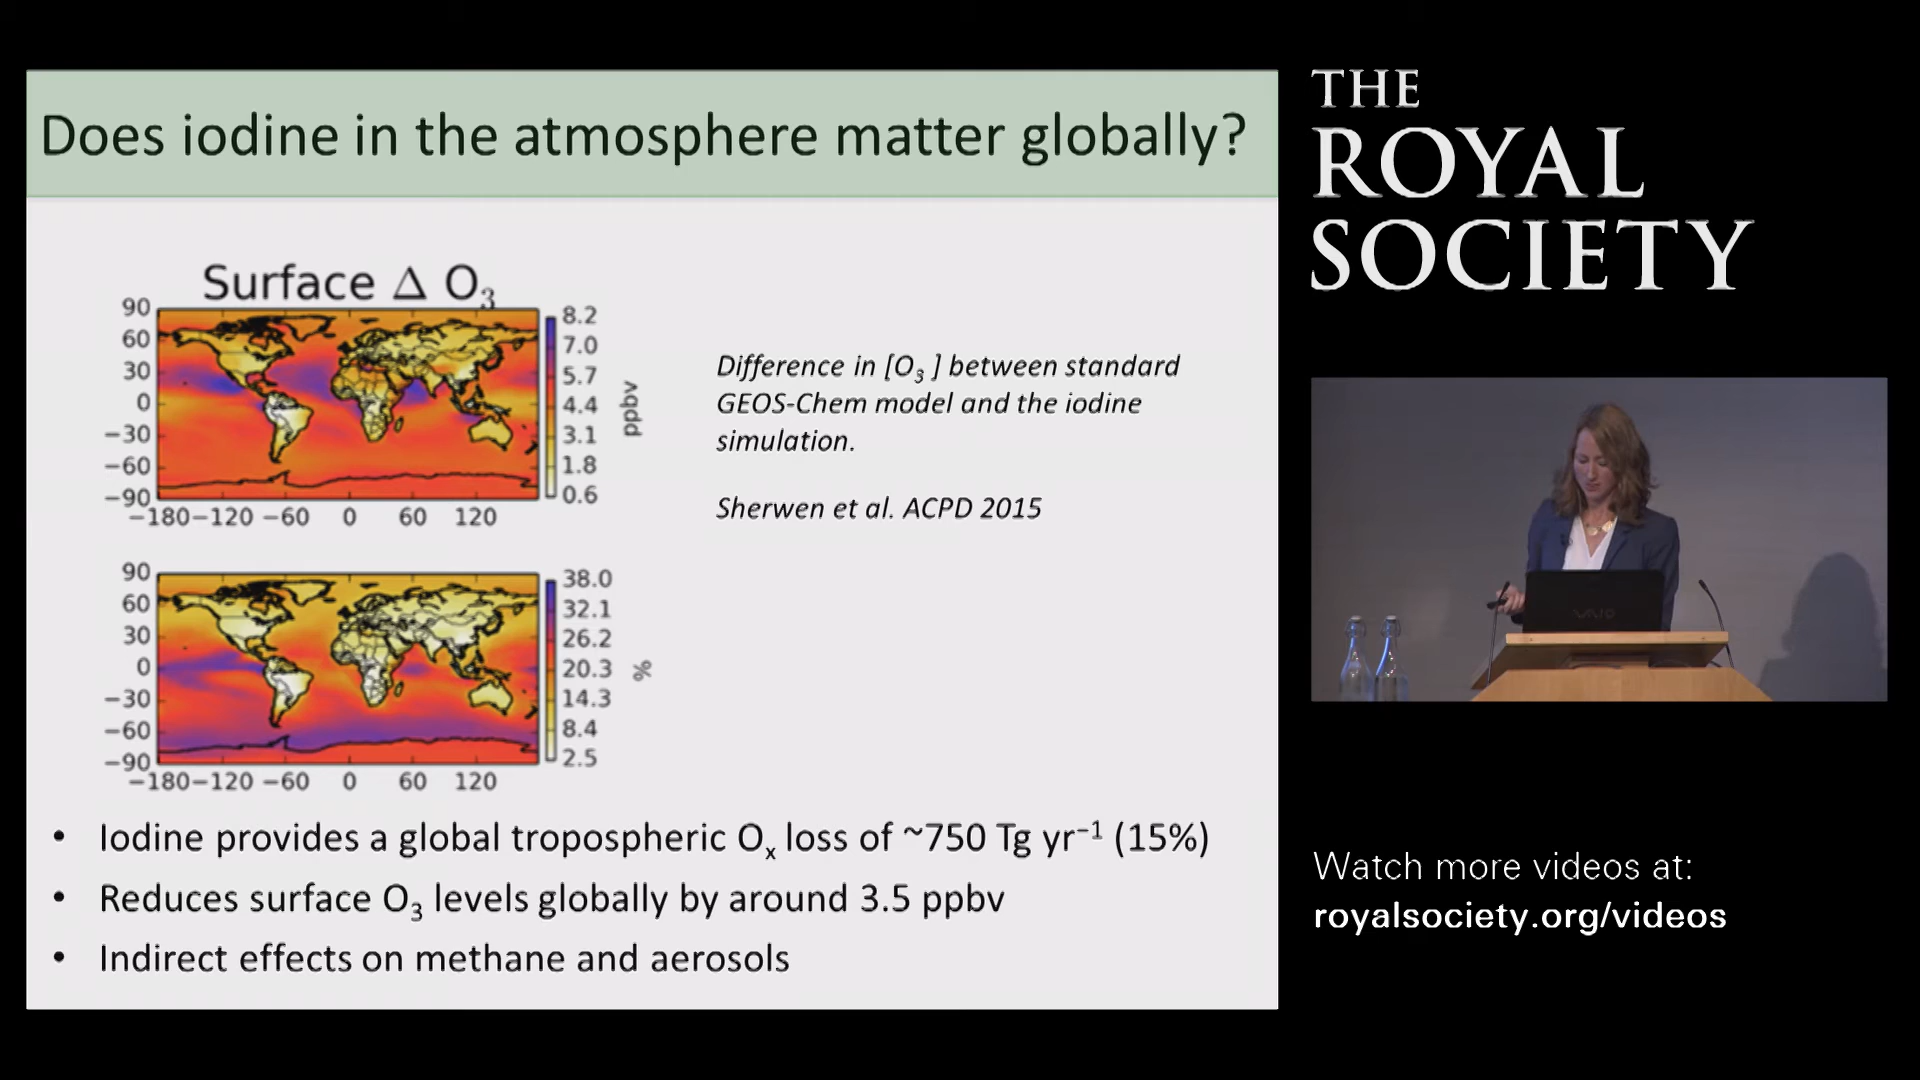 Does iodine in the atmosphere matter globally?
Surface Δ O₃
90
60
30
0
−30
−60
−90
−180 −120 −60 0 60 120
8.2
7.0
5.7
4.4
3.1
1.8
0.6
ppbv
Difference in [O₃ ] between standard
GEOS-Chem model and the iodine
simulation.
Sherwen et al. ACPD 2015
90
60
30
0
−30
−60
−90
−180 −120 −60 0 60 120
38.0
32.1
26.2
20.3
14.3
8.4
2.5
%
• Iodine provides a global tropospheric Oₓ loss of ~750 Tg yr⁻¹ (15%)
• Reduces surface O₃ levels globally by around 3.5 ppbv
• Indirect effects on methane and aerosols
THE
ROYAL
SOCIETY
VAIO
Watch more videos at:
royalsociety.org/videos